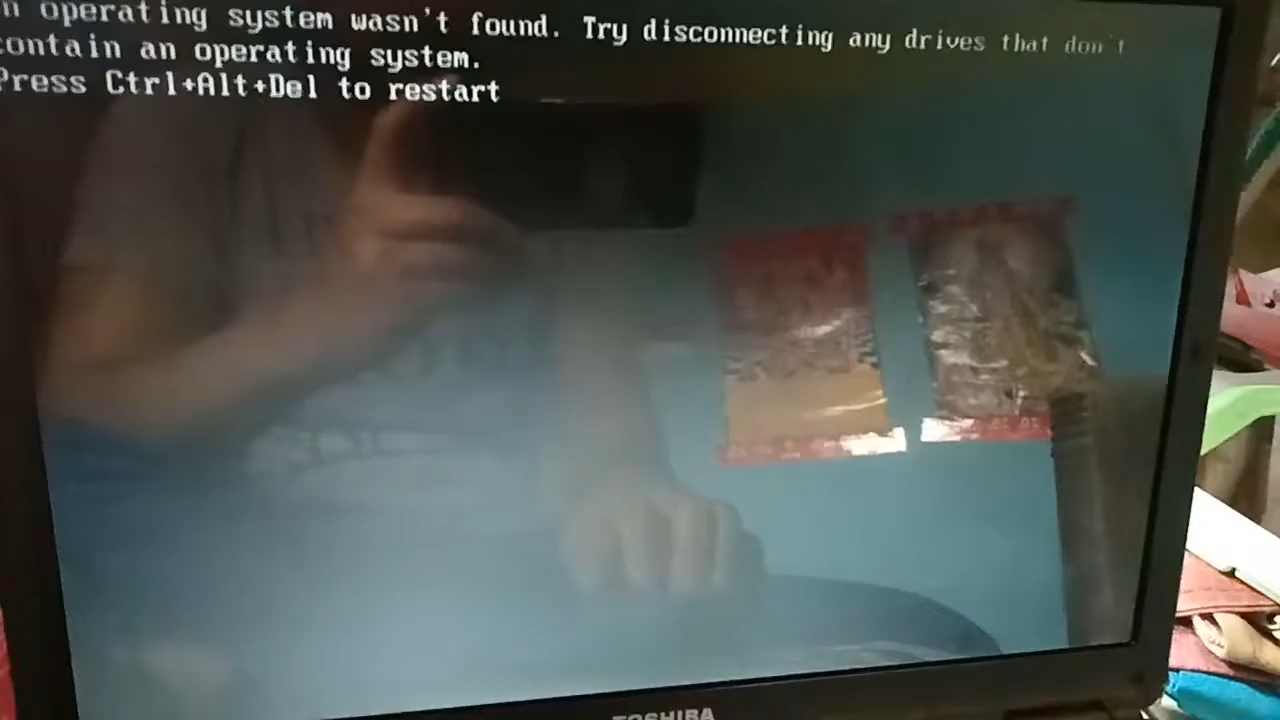 n operating system wasn't found. Try disconnecting any drives that don't
contain an operating system.
Press Ctrl+Alt+Del to restart
TOSHIBA